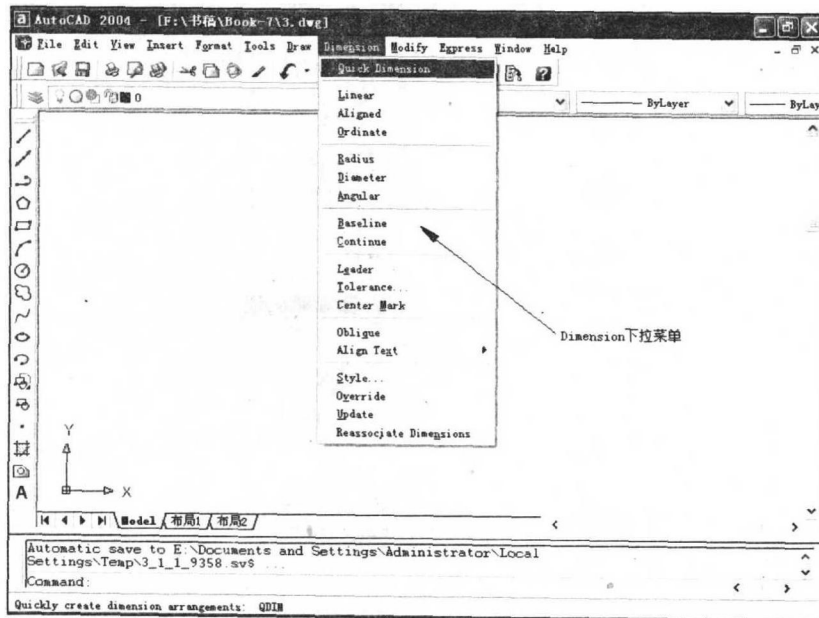 AutoCAD 2004 - [F:\书稿\Book-7\3.dwg]
File Edit View Insert Format Tools Draw Dimension Modify Express Window Help
0
ByLayer
ByLay
Quick Dimension
Linear
Aligned
Ordinate
Radius
Diameter
Angular
Baseline
Continue
Leader
Tolerance...
Center Mark
Oblique
Align Text
Style...
Override
Update
Reassociate Dimensions
Dimension下拉菜单
Y
X
A
Model 布局1 布局2
Automatic save to E:\Documents and Settings\Administrator\Local
Settings\Temp\3_1_1_9358.sv$ ...
Command:
Quickly create dimension arrangements: QDIM